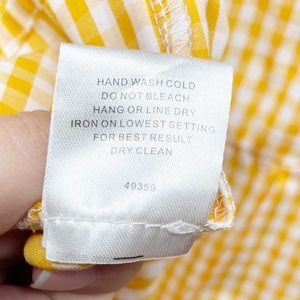 HAND WASH COLD
DO NOT BLEACH
HANG OR LINE DRY
IRON ON LOWEST SETTING
FOR BEST RESULT
DRY CLEAN
49359